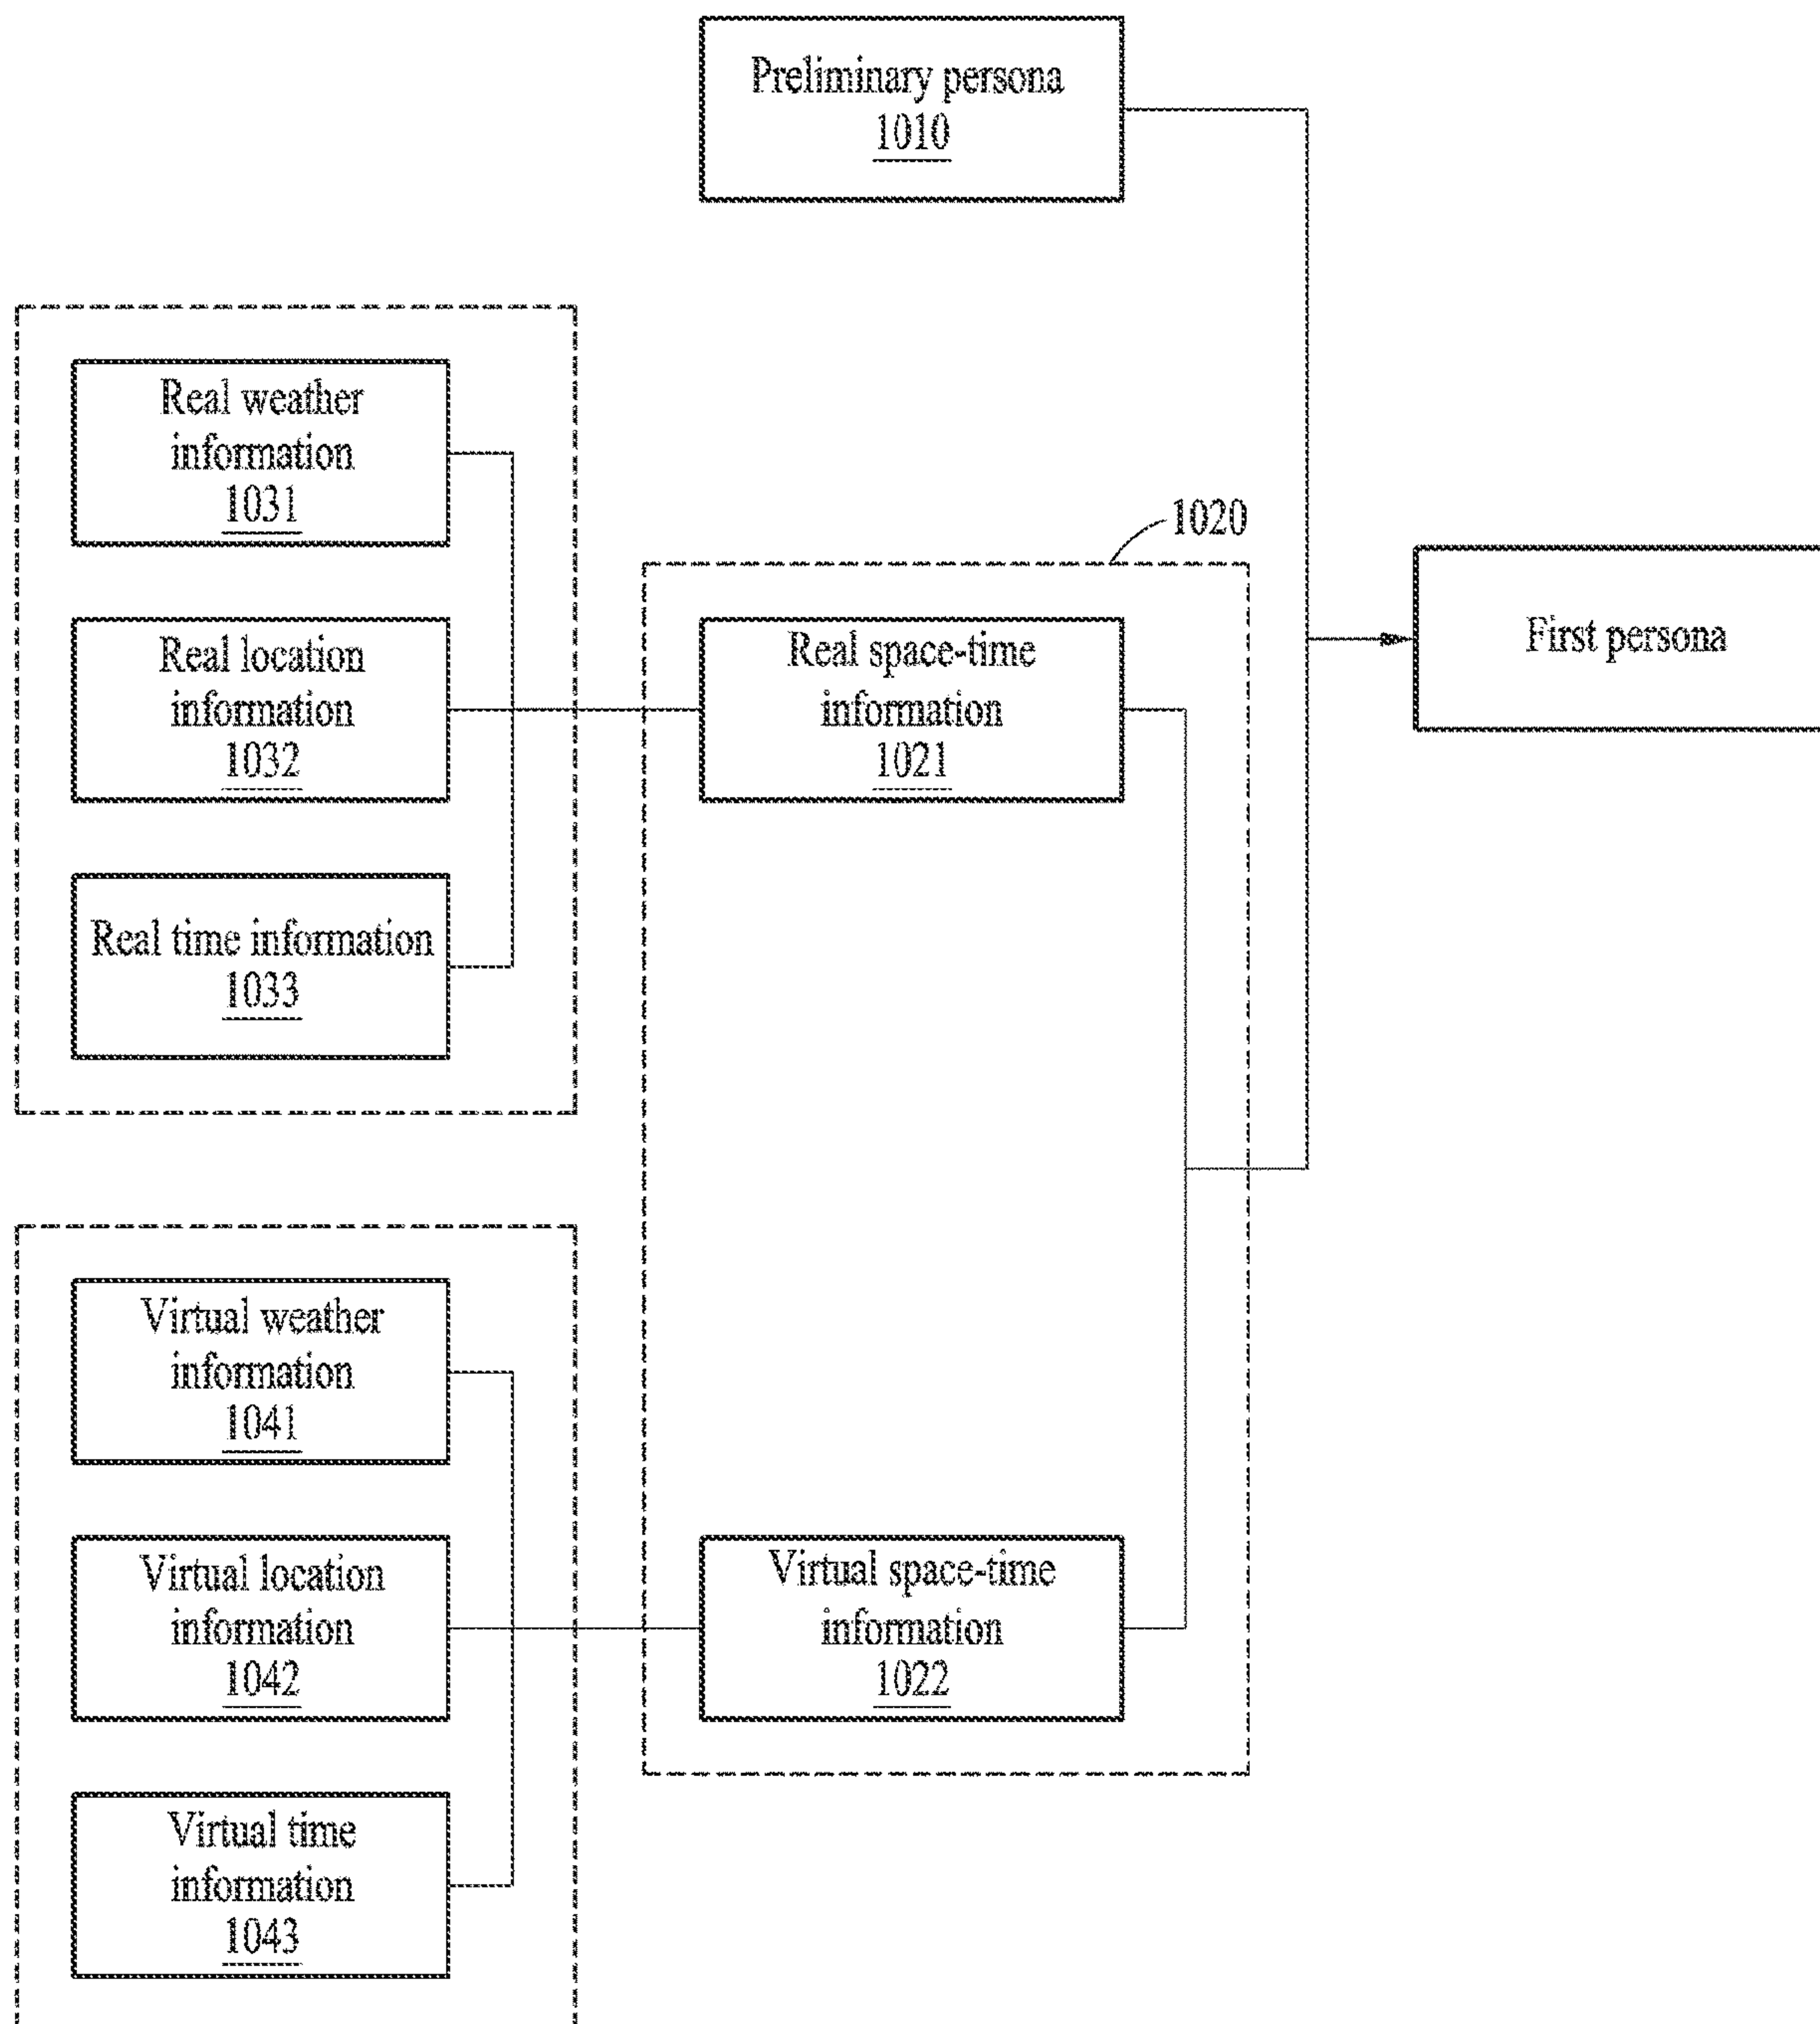 Preliminary persona
1010
Real weather
information
1031
1020
Real location
information
1032
Real space-time
information
1021
First persona
Real time information
1033
Virtual weather
information
1041
Virtual location
information
1042
Virtual space-time
information
1022
Virtual time
information
1043